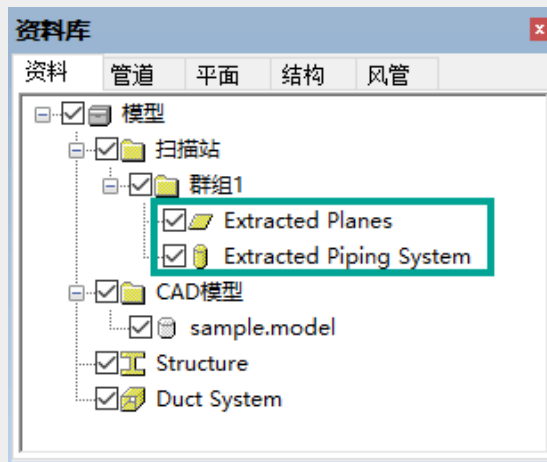 资料库
资料 管道 平面 结构 风管
模型
扫描站
群组1
Extracted Planes
Extracted Piping System
CAD模型
sample.model
Structure
Duct System